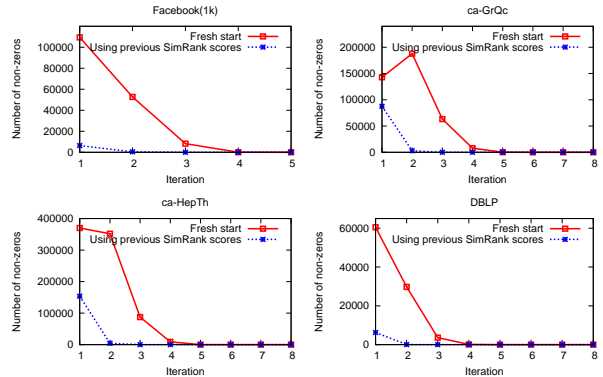 Facebook(1k)
Number of non-zeros
100000
80000
60000
40000
20000
0
Fresh start
Using previous SimRank scores
1 2 3 4 5
Iteration
ca-GrQc
Number of non-zeros
200000
150000
100000
50000
0
Fresh start
Using previous SimRank scores
1 2 3 4 5 6 7 8
Iteration
ca-HepTh
Number of non-zeros
400000
300000
200000
100000
0
Fresh start
Using previous SimRank scores
1 2 3 4 5 6 7 8
Iteration
DBLP
Number of non-zeros
60000
40000
20000
0
Fresh start
Using previous SimRank scores
1 2 3 4 5 6 7 8
Iteration